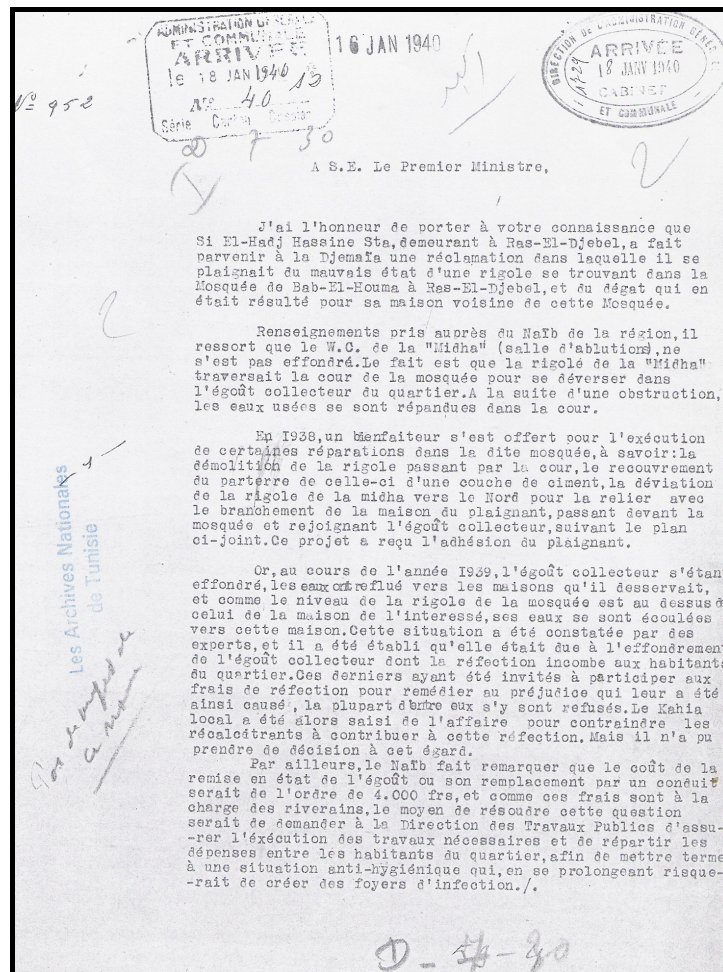 ADMINISTRATION GÉNÉRALE
ET COMMUNALE
ARRIVÉE
le 18 JAN 1940
Nº 40
Série Carton Dossier
16 JAN 1940
DIRECTION DE L'ADMINISTRATION GÉNÉRALE
ARRIVÉE
18 JANV 1940
CABINET
ET COMMUNALE
Nº 952
D 7 30
A S.E. Le Premier Ministre,
J'ai l'honneur de porter à votre connaissance que
Si El-Hadj Hassine Sta,demeurant à Ras-El-Djebel,a fait
parvenir à la Djemaïa une réclamation dans laquelle il se
plaignait du mauvais état d'une rigole se trouvant dans la
Mosquée de Bab-El-Houma à Ras-El-Djebel,et du dégat qui en
était résulté pour sa maison voisine de cette Mosquée.
Renseignements pris auprès du Naïb de la région,il
ressort que le W.C. de la "Midha" (salle d'ablution),ne
s'est pas effondré.Le fait est que la rigole de la "Midha"
traversait la cour de la mosquée pour se déverser dans
l'égoût collecteur du quartier.A la suite d'une obstruction,
les eaux usées se sont répandues dans la cour.
En I938,un bienfaiteur s'est offert pour l'exécution
de certaines réparations dans la dite mosquée,à savoir:la
démolition de la rigole passant par la cour,le recouvrement
du parterre de celle-ci d'une couche de ciment,la déviation
de la rigole de la midha vers le Nord pour la relier avec
le branchement de la maison du plaignant,passant devant la
mosquée et rejoignant l'égoût collecteur,suivant le plan
ci-joint.Ce projet a reçu l'adhésion du plaignant.
Or,au cours de l'année I939,l'égoût collecteur s'étan
effondré,les eaux ont reflué vers les maisons qu'il desservait,
et comme le niveau de la rigole de la mosquée est au dessus d
celui de la maison de l'interessé,ses eaux se sont écoulées
vers cette maison.Cette situation a été constatée par des
experts,et il a été établi qu'elle était due à l'effondremen
de l'égoût collecteur dont la réfection incombe aux habitants
du quartier.Ces derniers ayant été invités à participer aux
frais de réfection pour remédier au préjudice qui leur a été
ainsi causé , la plupart d'entre eux s'y sont refusés.Le Kahia
local a été alors saisi de l'affaire pour contraindre les
récalcitrants à contribuer à cette réfection. Mais il n'a pu
prendre de décision à cet égard.
Par ailleurs,le Naïb fait remarquer que le coût de la
remise en état de l'égoût ou son remplacement par un conduit
serait de l'ordre de 4.000 frs,et comme ces frais sont à la
charge des riverains,le moyen de résoudre cette question
serait de demander à la Direction des Travaux Publics d'assu-
-rer l'éxécution des travaux nécessaires et de répartir les
dépenses entre les habitants du quartier,afin de mettre terme
à une situation anti-hygiénique qui,en se prolongeant risque-
-rait de créer des foyers d'infection./.
Les Archives Nationales
de Tunisie